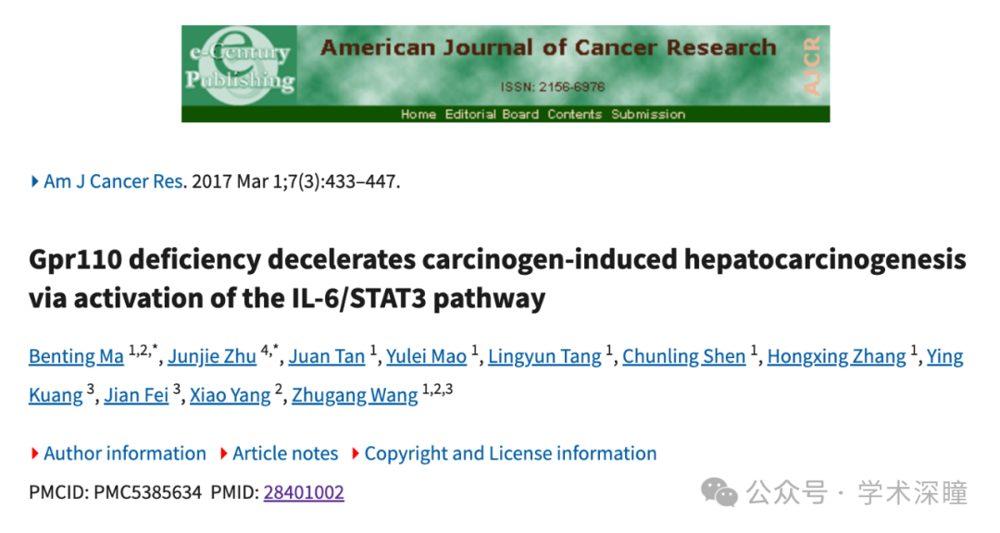 e-Century
Publishing
American Journal of Cancer Research
ISSN: 2156-6976
AJCR
Home Editorial Board Contents Submission
Am J Cancer Res. 2017 Mar 1;7(3):433–447.
Gpr110 deficiency decelerates carcinogen-induced hepatocarcinogenesis
via activation of the IL-6/STAT3 pathway
Benting Ma 1,2,*, Junjie Zhu 4,*, Juan Tan 1, Yulei Mao 1, Lingyun Tang 1, Chunling Shen 1, Hongxing Zhang 1, Ying
Kuang 3, Jian Fei 3, Xiao Yang 2, Zhugang Wang 1,2,3
Author information Article notes Copyright and License information
PMCID: PMC5385634 PMID: 28401002
公众号 · 学术深瞳